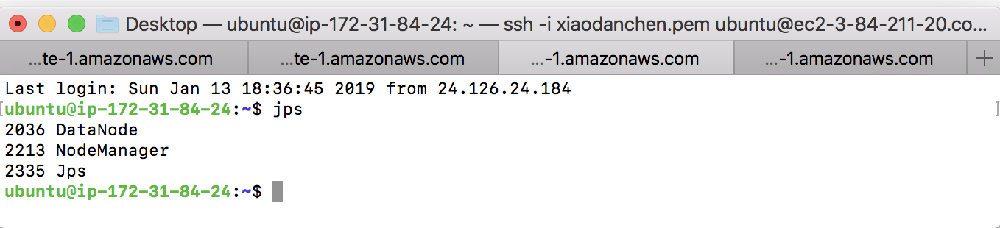 Desktop — ubuntu@ip-172-31-84-24: ~ — ssh -i xiaodanchen.pem ubuntu@ec2-3-84-211-20.co...
...te-1.amazonaws.com ...te-1.amazonaws.com ...-1.amazonaws.com ...-1.amazonaws.com +
Last login: Sun Jan 13 18:36:45 2019 from 24.126.24.184
[ubuntu@ip-172-31-84-24:~$ jps ]
2036 DataNode
2213 NodeManager
2335 Jps
ubuntu@ip-172-31-84-24:~$